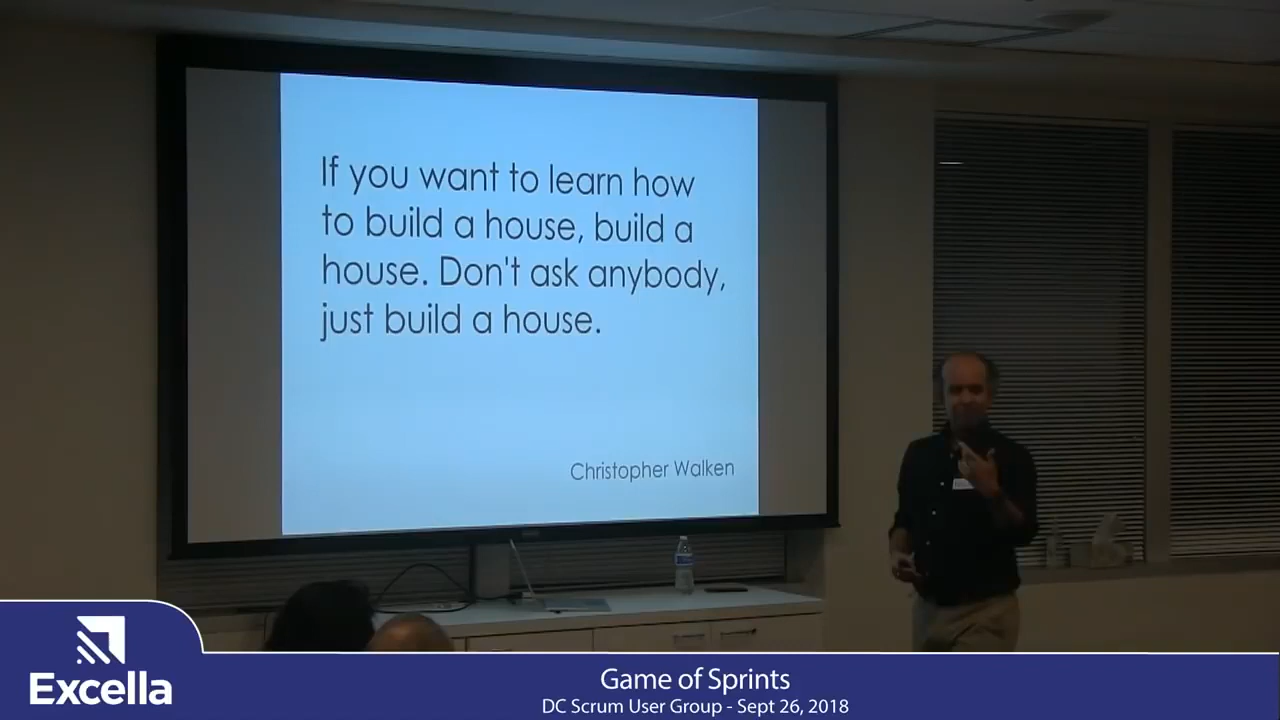 If you want to learn how
to build a house, build a
house. Don't ask anybody,
just build a house.
Christopher Walken
Excella
Game of Sprints
DC Scrum User Group - Sept 26, 2018